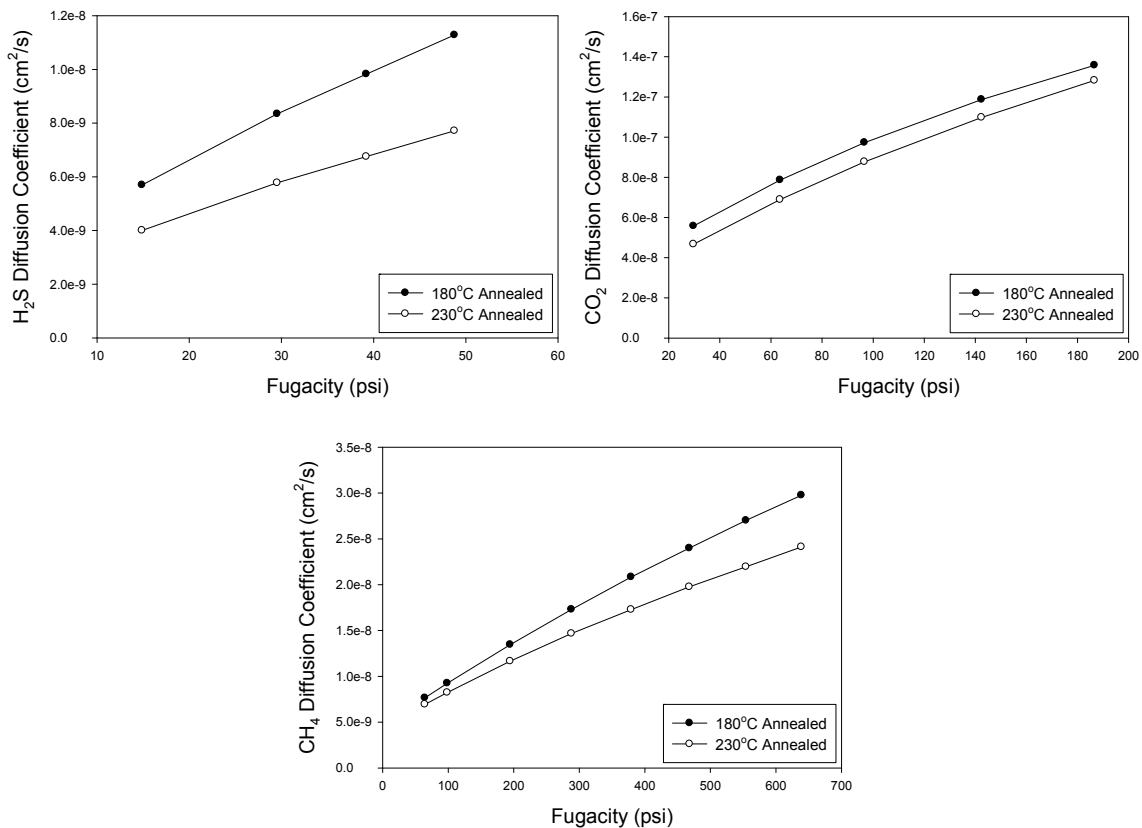 H2S Diffusion Coefficient (cm2/s)
1.2e-8
1.0e-8
8.0e-9
6.0e-9
4.0e-9
2.0e-9
0.0
10 20 30 40 50 60
Fugacity (psi)
180oC Annealed
230oC Annealed
CO2 Diffusion Coefficient (cm2/s)
1.6e-7
1.4e-7
1.2e-7
1.0e-7
8.0e-8
6.0e-8
4.0e-8
2.0e-8
0.0
20 40 60 80 100 120 140 160 180 200
Fugacity (psi)
180oC Annealed
230oC Annealed
CH4 Diffusion Coefficient (cm2/s)
3.5e-8
3.0e-8
2.5e-8
2.0e-8
1.5e-8
1.0e-8
5.0e-9
0.0
0 100 200 300 400 500 600 700
Fugacity (psi)
180oC Annealed
230oC Annealed